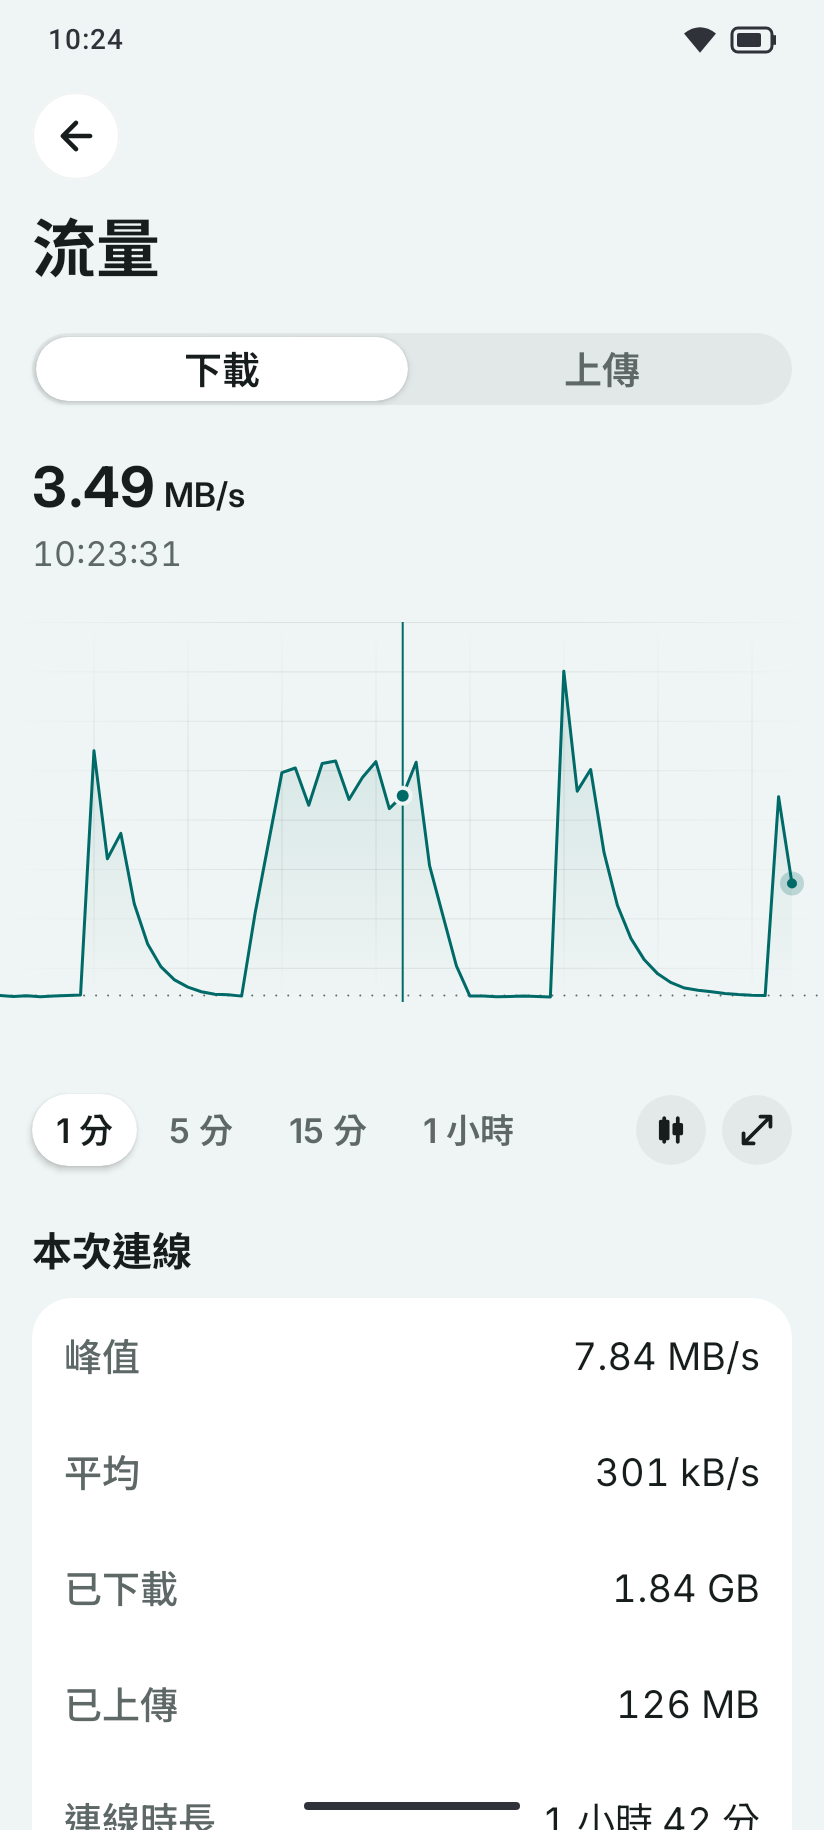 10:24
流量
下載
上傳
3.49 MB/s
10:23:31
1 分
5 分
15 分
1 小時
本次連線
峰值
7.84 MB/s
平均
301 kB/s
已下載
1.84 GB
已上傳
126 MB
連線時長
1 小時 42 分